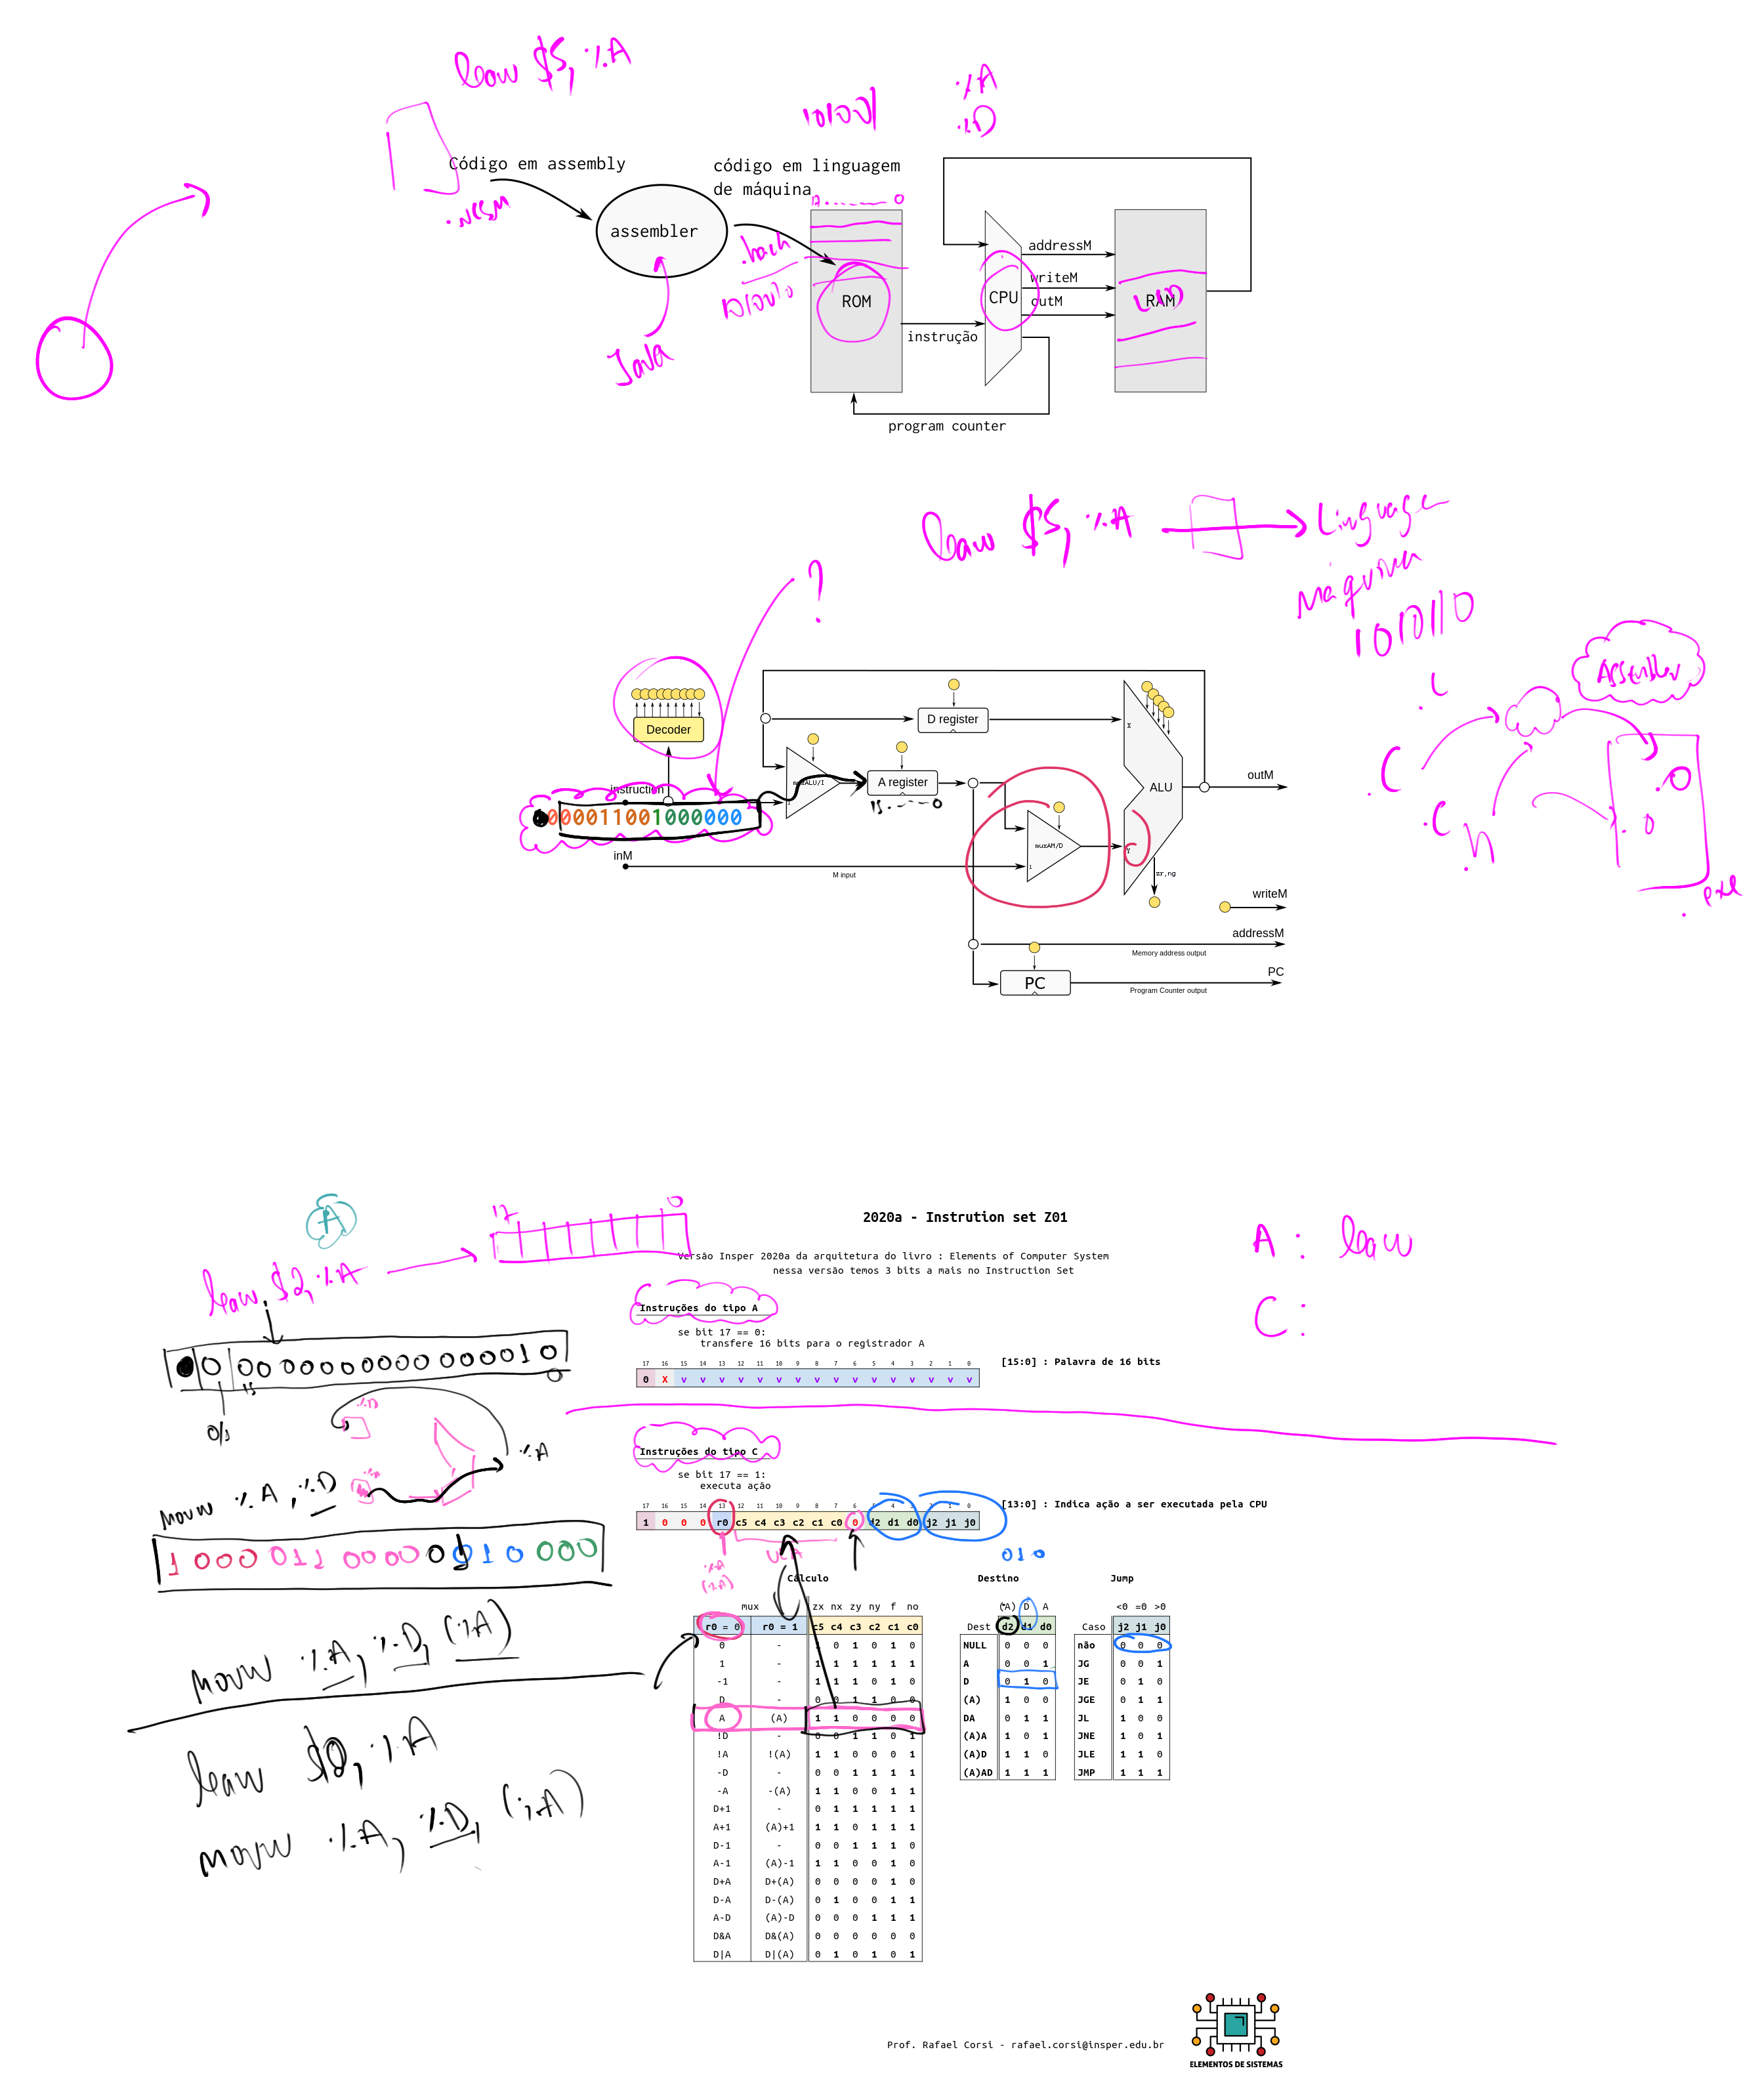 leaw $5, %A
10100
%A
%D
Código em assembly
código em linguagem
de máquina
.nasm
assembler
.hack
ROM
CPU
RAM
addressM
writeM
outM
instrução
Java
program counter
leaw $5, %A
Linguage
máquina
1010110
?
Assembler
Decoder
D register
muxALU/I
A register
ALU
outM
instruction
15 0
000011001000000
muxAM/D
inM
M input
zr,ng
writeM
addressM
Memory address output
PC
PC
Program Counter output
.C
.C
.h
.o
.o
.exe
A
17 0
leaw $2, %A
2020a - Instrution set Z01
Versão Insper 2020a da arquitetura do livro : Elements of Computer System
nessa versão temos 3 bits a mais no Instruction Set
A : leaw
C :
Instruções do tipo A
se bit 17 == 0:
transfere 16 bits para o registrador A
17 16 15 14 13 12 11 10 9 8 7 6 5 4 3 2 1 0
0 X v v v v v v v v v v v v v v v v
[15:0] : Palavra de 16 bits
0 0000000000000010
15 0
0/1
%D
%A
%A
movw %A, %D
1 000 011 0000 0 010 000
Instruções do tipo C
se bit 17 == 1:
executa ação
17 16 15 14 13 12 11 10 9 8 7 6 5 4 3 2 1 0
1 0 0 0 r0 c5 c4 c3 c2 c1 c0 0 d2 d1 d0 j2 j1 j0
[13:0] : Indica ação a ser executada pela CPU
%A
(%A)
ULA
010
Cálculo
mux zx nx zy ny f no
r0 = 0 r0 = 1 c5 c4 c3 c2 c1 c0
0 - 1 0 1 0 1 0
1 - 1 1 1 1 1 1
-1 - 1 1 1 0 1 0
D - 0 0 1 1 0 0
A (A) 1 1 0 0 0 0
!D - 0 0 1 1 0 1
!A !(A) 1 1 0 0 0 1
-D - 0 0 1 1 1 1
-A -(A) 1 1 0 0 1 1
D+1 - 0 1 1 1 1 1
A+1 (A)+1 1 1 0 1 1 1
D-1 - 0 0 1 1 1 0
A-1 (A)-1 1 1 0 0 1 0
D+A D+(A) 0 0 0 0 1 0
D-A D-(A) 0 1 0 0 1 1
A-D (A)-D 0 0 0 1 1 1
D&A D&(A) 0 0 0 0 0 0
D|A D|(A) 0 1 0 1 0 1
Destino
(A) D A
Dest d2 d1 d0
NULL 0 0 0
A 0 0 1
D 0 1 0
(A) 1 0 0
DA 0 1 1
(A)A 1 0 1
(A)D 1 1 0
(A)AD 1 1 1
Jump
<0 =0 >0
Caso j2 j1 j0
não 0 0 0
JG 0 0 1
JE 0 1 0
JGE 0 1 1
JL 1 0 0
JNE 1 0 1
JLE 1 1 0
JMP 1 1 1
movw %A, %D, (%A)
leaw $0, %A
movw %A, %D, (%A)
Prof. Rafael Corsi - rafael.corsi@insper.edu.br
ELEMENTOS DE SISTEMAS